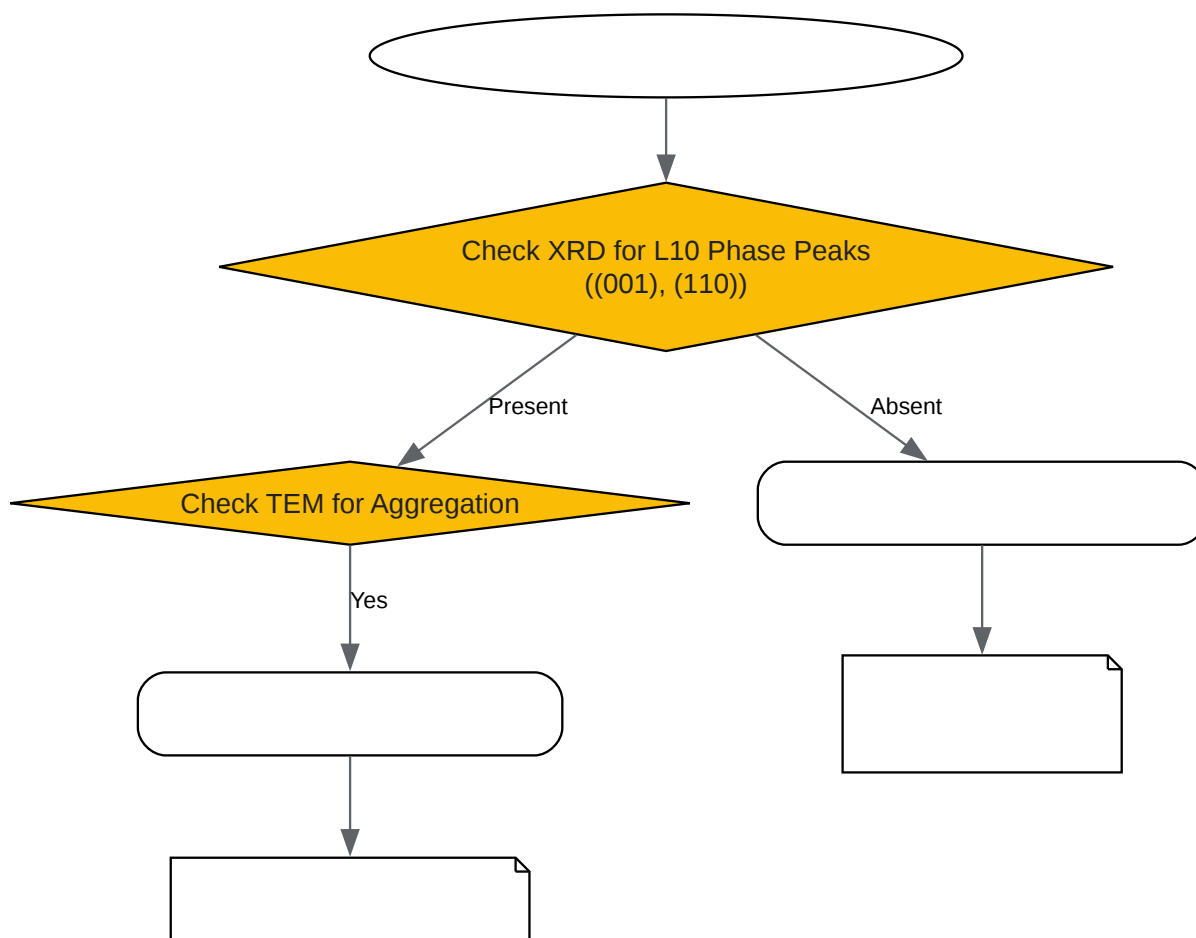 Check XRD for L10 Phase Peaks
((001), (110))
Present
Absent
Check TEM for Aggregation
Yes